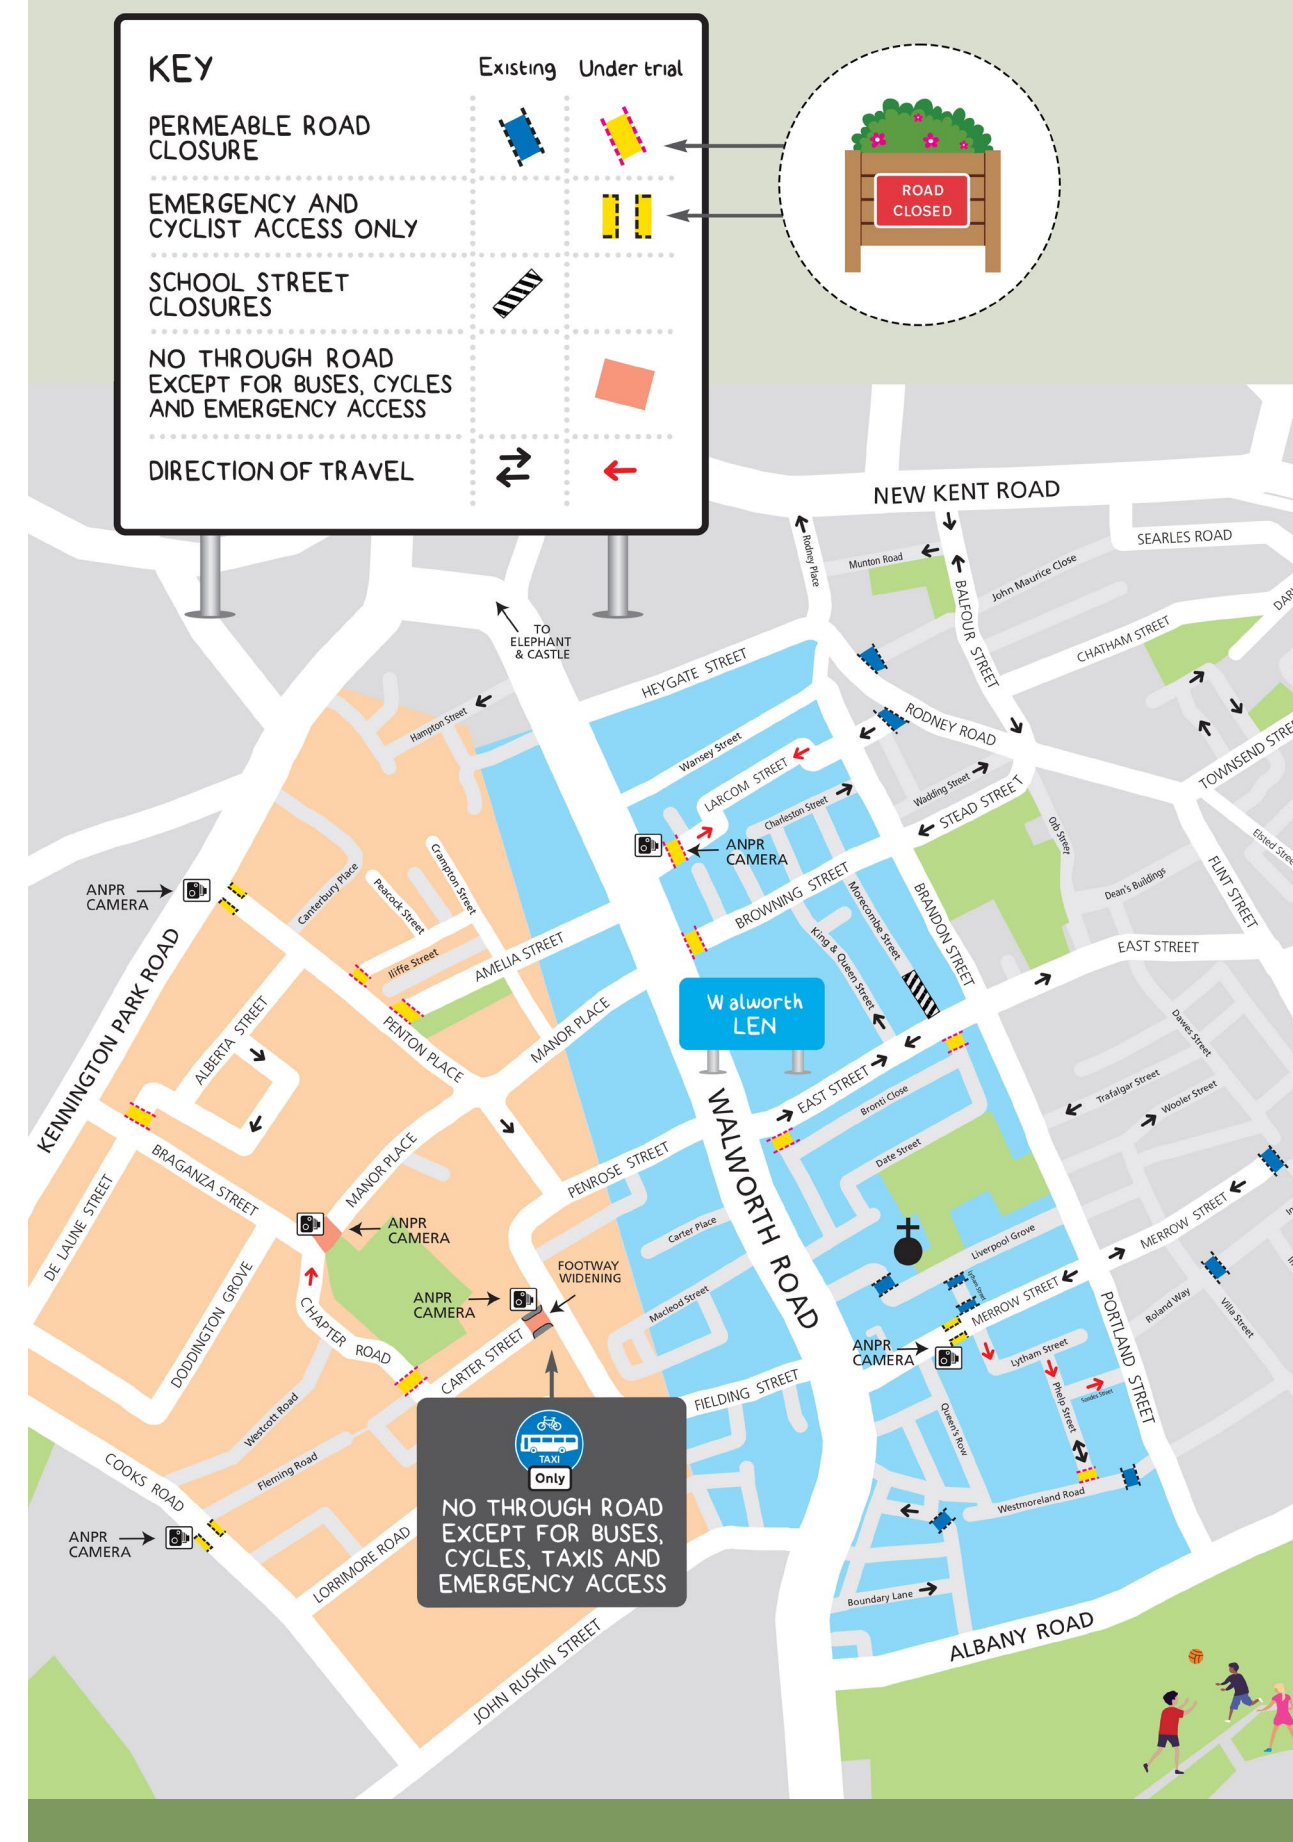 KEY
Existing
Under trial
PERMEABLE ROAD
CLOSURE
EMERGENCY AND
CYCLIST ACCESS ONLY
SCHOOL STREET
CLOSURES
NO THROUGH ROAD
EXCEPT FOR BUSES, CYCLES
AND EMERGENCY ACCESS
DIRECTION OF TRAVEL
ROAD
CLOSED
NEW KENT ROAD
SEARLES ROAD
Rodney Place
Munton Road
John Maurice Close
BALFOUR STREET
CHATHAM STREET
TO
ELEPHANT
& CASTLE
HEYGATE STREET
Hampton Street
RODNEY ROAD
Wansey Street
TOWNSEND STRE
LARCOM STREET
Wadding Street
STEAD STREET
Charleston Street
Orb Street
ANPR
CAMERA
FLINT STREET
Crampton Street
Peacock Street
Canterbury Place
ANPR
CAMERA
BROWNING STREET
Morecombe Street
Dean's Buildings
BRANDON STREET
King & Queen Street
EAST STREET
Iliffe Street
AMELIA STREET
KENNINGTON PARK ROAD
Walworth
LEN
PENTON PLACE
MANOR PLACE
ALBERTA STREET
Dawes Street
EAST STREET
Bronti Close
Trafalgar Street
Wooler Street
WALWORTH ROAD
Date Street
BRAGANZA STREET
MANOR PLACE
PENROSE STREET
DE LAUNE STREET
ANPR
CAMERA
Carter Place
Liverpool Grove
MERROW STREET
DODDINGTON GROVE
FOOTWAY
WIDENING
ANPR
CAMERA
Macleod Street
Lytham Street
MERROW STREET
PORTLAND STREET
Roland Way
Villa Street
CHAPTER ROAD
CARTER STREET
ANPR
CAMERA
Lytham Street
Phelp Street
Sondes Street
FIELDING STREET
Queen's Row
Westcott Road
Fleming Road
COOKS ROAD
TAXI
Only
NO THROUGH ROAD
EXCEPT FOR BUSES,
CYCLES, TAXIS AND
EMERGENCY ACCESS
Westmoreland Road
ANPR
CAMERA
LORRIMORE ROAD
Boundary Lane
JOHN RUSKIN STREET
ALBANY ROAD